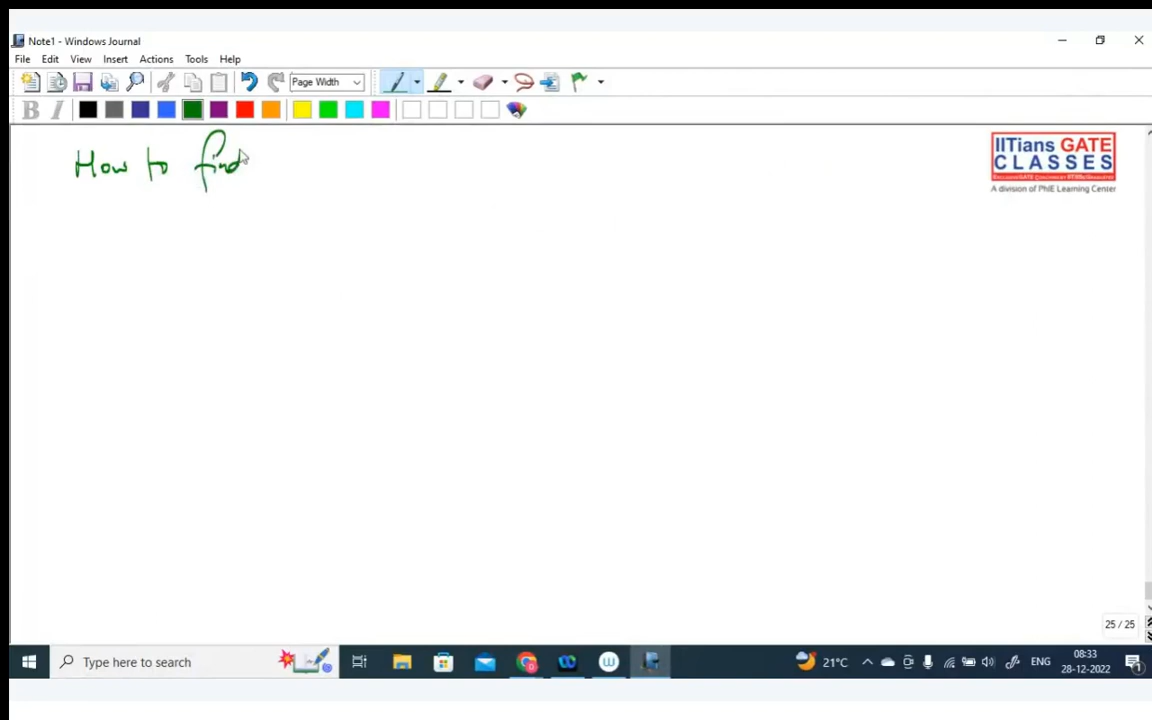 Note1 - Windows Journal
File Edit View Insert Actions Tools Help
Page Width
B I
How to find
IITians GATE
CLASSES
A division of PhIE Learning Center
25 / 25
Type here to search
21°C ENG 08:33
28-12-2022
1